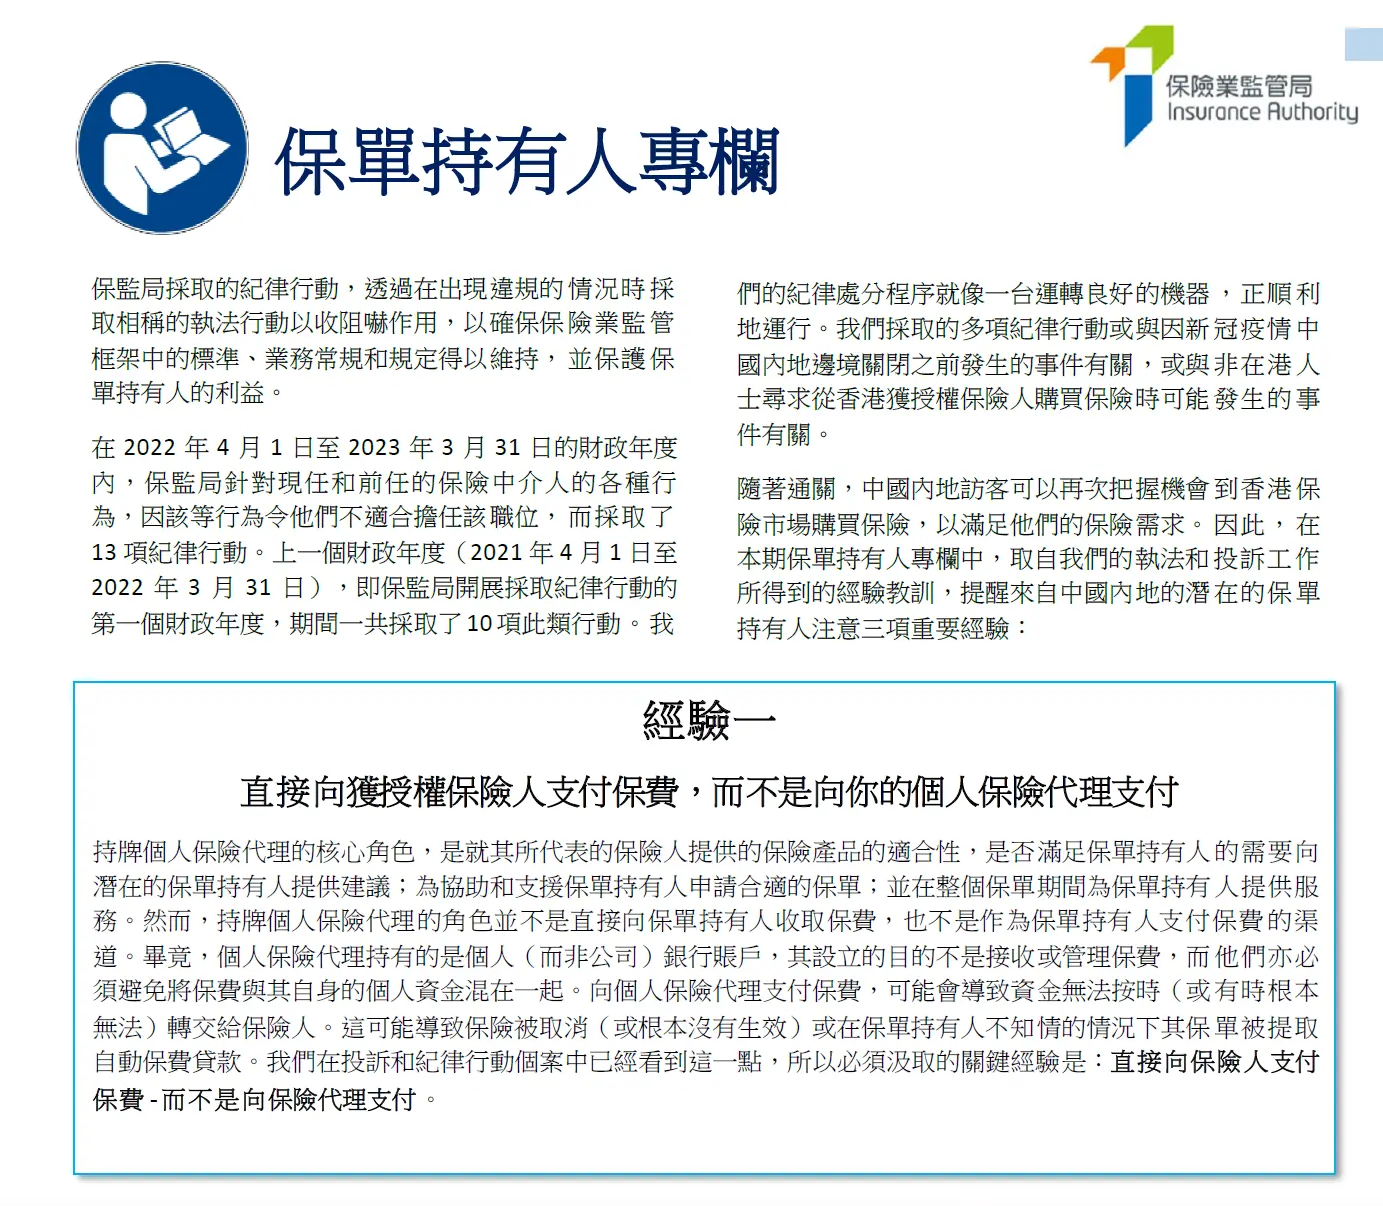 保險業監管局
Insurance Authority
保單持有人專欄
保監局採取的紀律行動，透過在出現違規的情況時採
取相稱的執法行動以收阻嚇作用，以確保保險業監管
框架中的標準、業務常規和規定得以維持，並保護保
單持有人的利益。
在 2022 年 4 月 1 日至 2023 年 3 月 31 日的財政年度
內，保監局針對現任和前任的保險中介人的各種行
為，因該等行為令他們不適合擔任該職位，而採取了
13 項紀律行動。上一個財政年度（2021 年 4 月 1 日至
2022 年 3 月 31 日），即保監局開展採取紀律行動的
第一個財政年度，期間一共採取了 10 項此類行動。我
們的紀律處分程序就像一台運轉良好的機器，正順利
地運行。我們採取的多項紀律行動或與因新冠疫情中
國內地邊境關閉之前發生的事件有關，或與非在港人
士尋求從香港獲授權保險人購買保險時可能發生的事
件有關。
隨著通關，中國內地訪客可以再次把握機會到香港保
險市場購買保險，以滿足他們的保險需求。因此，在
本期保單持有人專欄中，取自我們的執法和投訴工作
所得到的經驗教訓，提醒來自中國內地的潛在的保單
持有人注意三項重要經驗：
經驗一
直接向獲授權保險人支付保費，而不是向你的個人保險代理支付
持牌個人保險代理的核心角色，是就其所代表的保險人提供的保險產品的適合性，是否滿足保單持有人的需要向
潛在的保單持有人提供建議；為協助和支援保單持有人申請合適的保單；並在整個保單期間為保單持有人提供服
務。然而，持牌個人保險代理的角色並不是直接向保單持有人收取保費，也不是作為保單持有人支付保費的渠
道。畢竟，個人保險代理持有的是個人（而非公司）銀行賬戶，其設立的目的不是接收或管理保費，而他們亦必
須避免將保費與其自身的個人資金混在一起。向個人保險代理支付保費，可能會導致資金無法按時（或有時根本
無法）轉交給保險人。這可能導致保險被取消（或根本沒有生效）或在保單持有人不知情的情況下其保單被提取
自動保費貸款。我們在投訴和紀律行動個案中已經看到這一點，所以必須汲取的關鍵經驗是：直接向保險人支付
保費 - 而不是向保險代理支付。